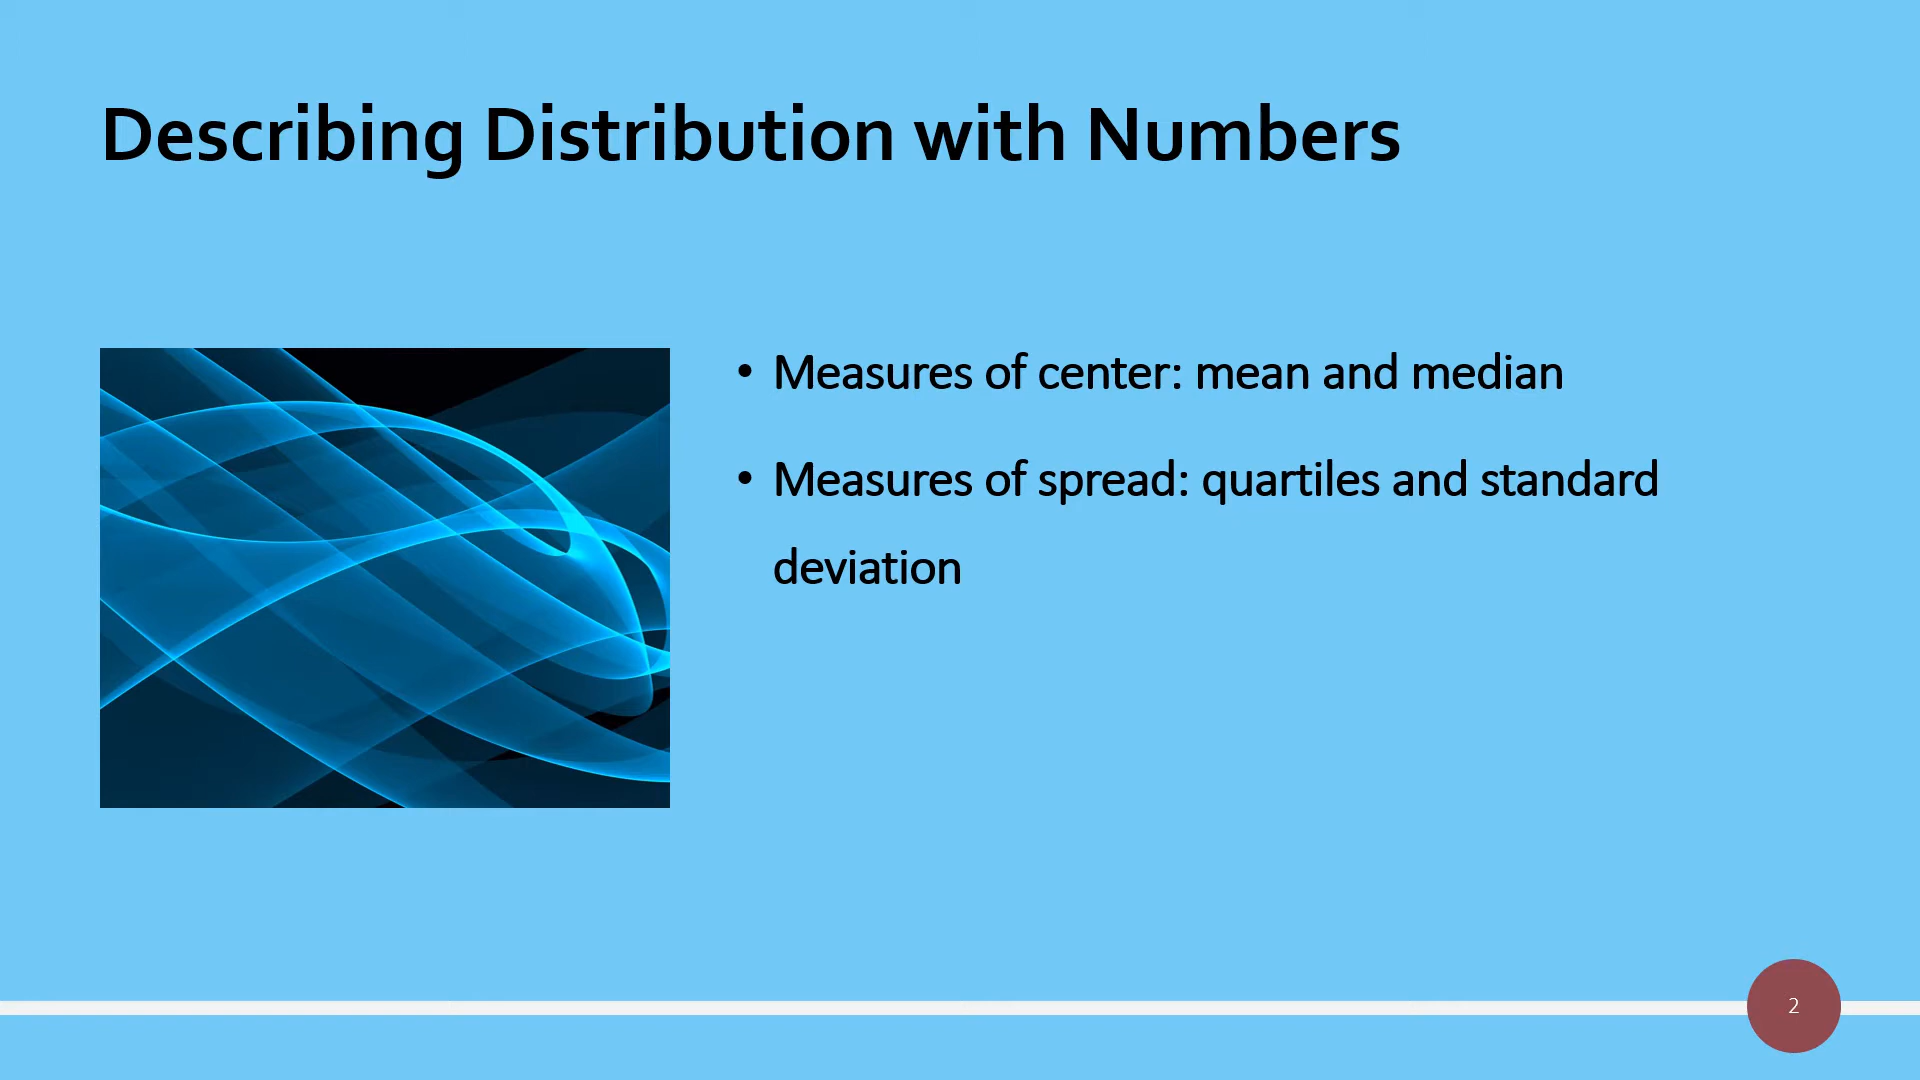 Describing Distribution with Numbers
• Measures of center: mean and median
• Measures of spread: quartiles and standard
deviation
2